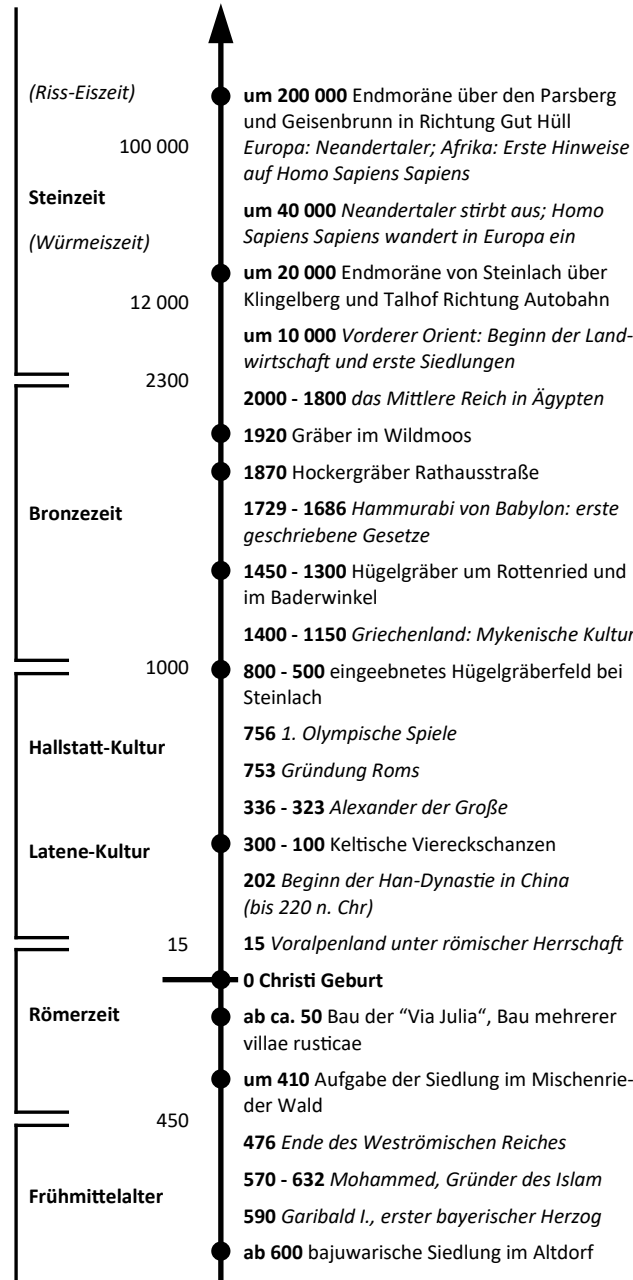 (Riss-Eiszeit)
um 200 000 Endmoräne über den Parsberg
und Geisenbrunn in Richtung Gut Hüll
100 000
Europa: Neandertaler; Afrika: Erste Hinweise
auf Homo Sapiens Sapiens
Steinzeit
um 40 000 Neandertaler stirbt aus; Homo
Sapiens Sapiens wandert in Europa ein
(Würmeiszeit)
um 20 000 Endmoräne von Steinlach über
Klingelberg und Talhof Richtung Autobahn
12 000
um 10 000 Vorderer Orient: Beginn der Land-
wirtschaft und erste Siedlungen
2300
2000 - 1800 das Mittlere Reich in Ägypten
1920 Gräber im Wildmoos
1870 Hockergräber Rathausstraße
Bronzezeit
1729 - 1686 Hammurabi von Babylon: erste
geschriebene Gesetze
1450 - 1300 Hügelgräber um Rottenried und
im Baderwinkel
1400 - 1150 Griechenland: Mykenische Kultur
1000
800 - 500 eingeebnetes Hügelgräberfeld bei
Steinlach
756 1. Olympische Spiele
Hallstatt-Kultur
753 Gründung Roms
336 - 323 Alexander der Große
300 - 100 Keltische Viereckschanzen
Latene-Kultur
202 Beginn der Han-Dynastie in China
(bis 220 n. Chr)
15
15 Voralpenland unter römischer Herrschaft
0 Christi Geburt
Römerzeit
ab ca. 50 Bau der “Via Julia“, Bau mehrerer
villae rusticae
um 410 Aufgabe der Siedlung im Mischenrie-
der Wald
450
476 Ende des Weströmischen Reiches
570 - 632 Mohammed, Gründer des Islam
Frühmittelalter
590 Garibald I., erster bayerischer Herzog
ab 600 bajuwarische Siedlung im Altdorf